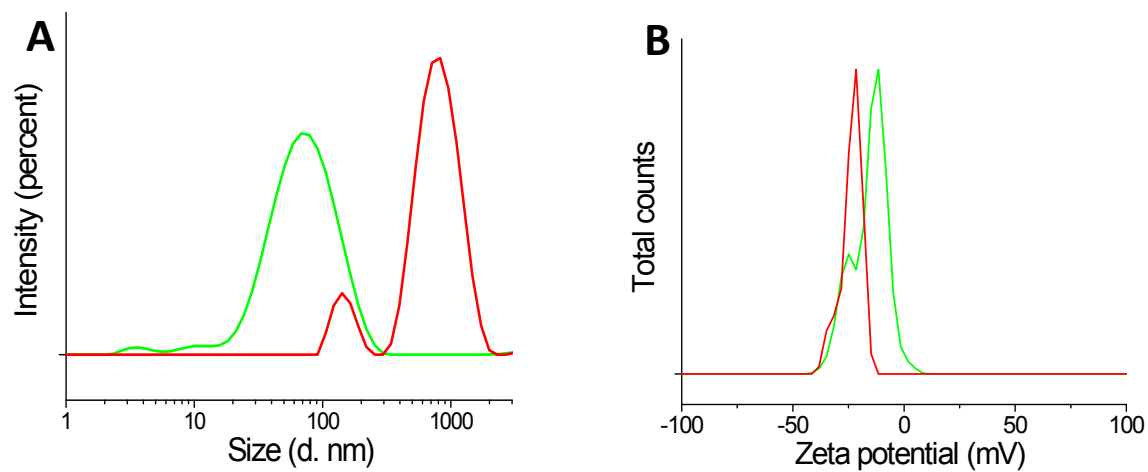 A
Intensity (percent)
1 10 100 1000
Size (d. nm)
B
Total counts
-100 -50 0 50 100
Zeta potential (mV)